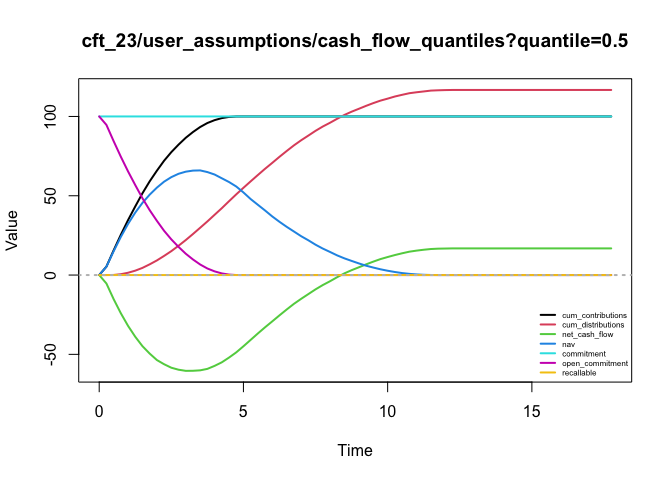 cft_23/user_assumptions/cash_flow_quantiles?quantile=0.5
Value
100
50
0
-50
cum_contributions
cum_distributions
net_cash_flow
nav
commitment
open_commitment
recallable
0 5 10 15
Time